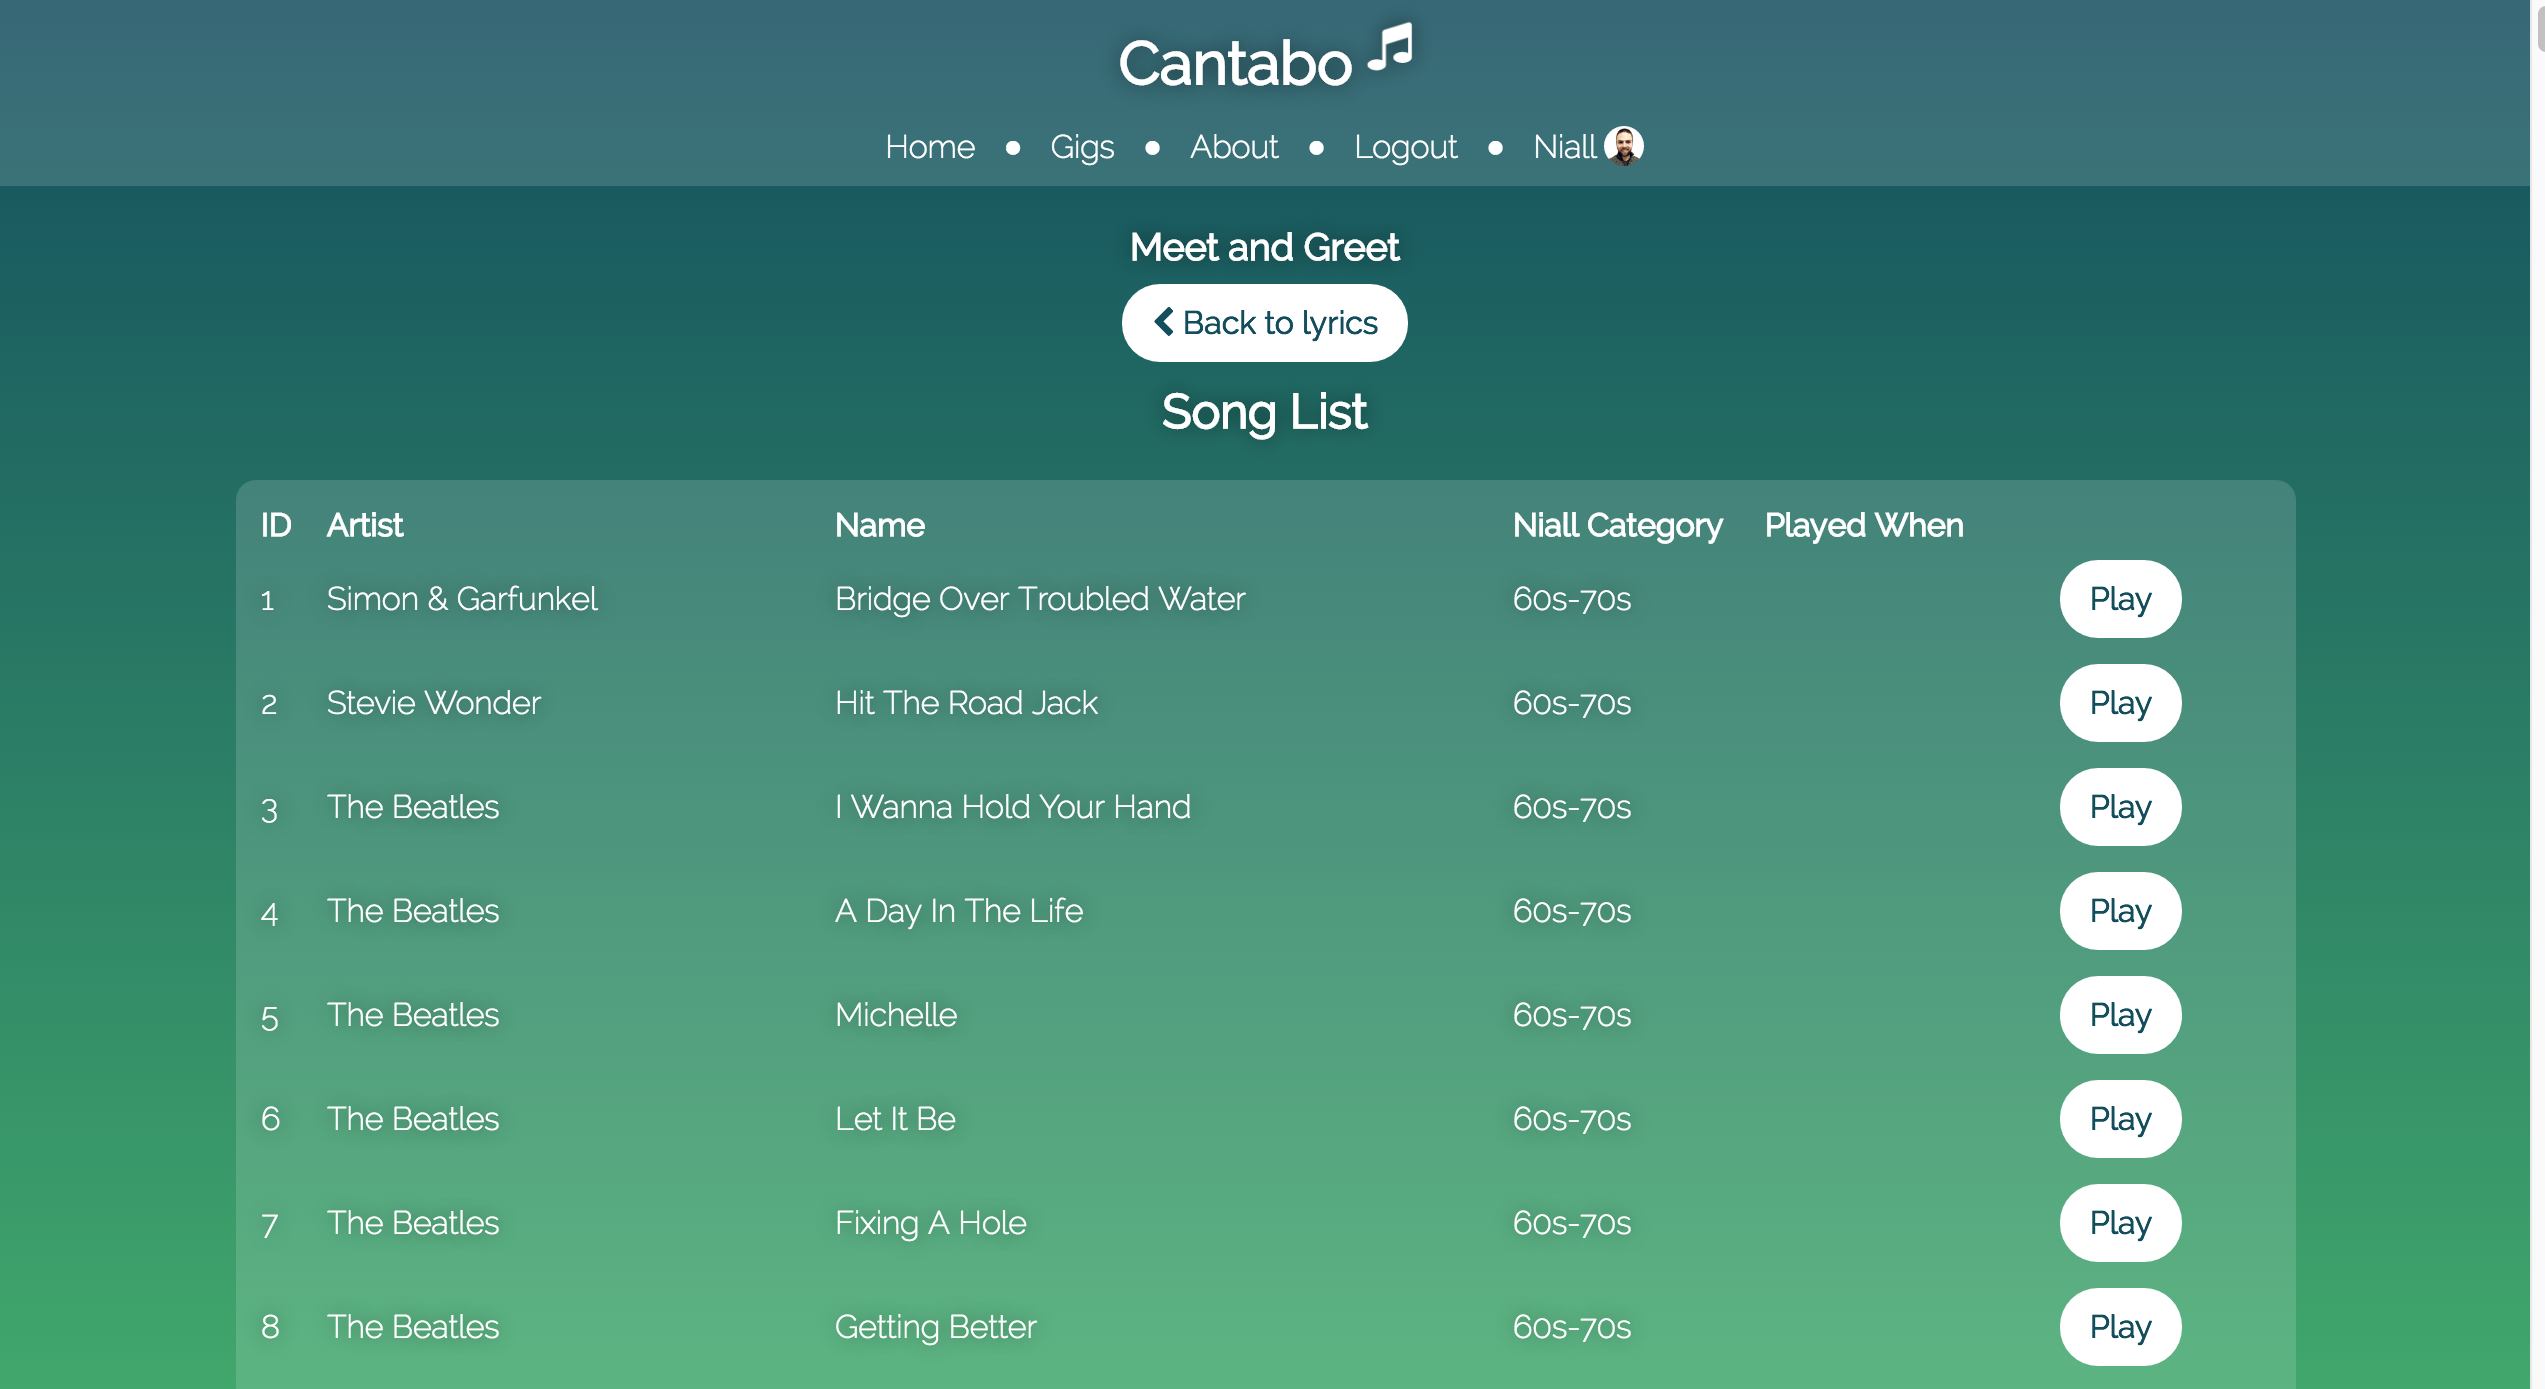 Cantabo
Home • Gigs • About • Logout • Niall
Meet and Greet
Back to lyrics
Song List
ID Artist Name Niall Category Played When
1 Simon & Garfunkel Bridge Over Troubled Water 60s-70s Play
2 Stevie Wonder Hit The Road Jack 60s-70s Play
3 The Beatles I Wanna Hold Your Hand 60s-70s Play
4 The Beatles A Day In The Life 60s-70s Play
5 The Beatles Michelle 60s-70s Play
6 The Beatles Let It Be 60s-70s Play
7 The Beatles Fixing A Hole 60s-70s Play
8 The Beatles Getting Better 60s-70s Play